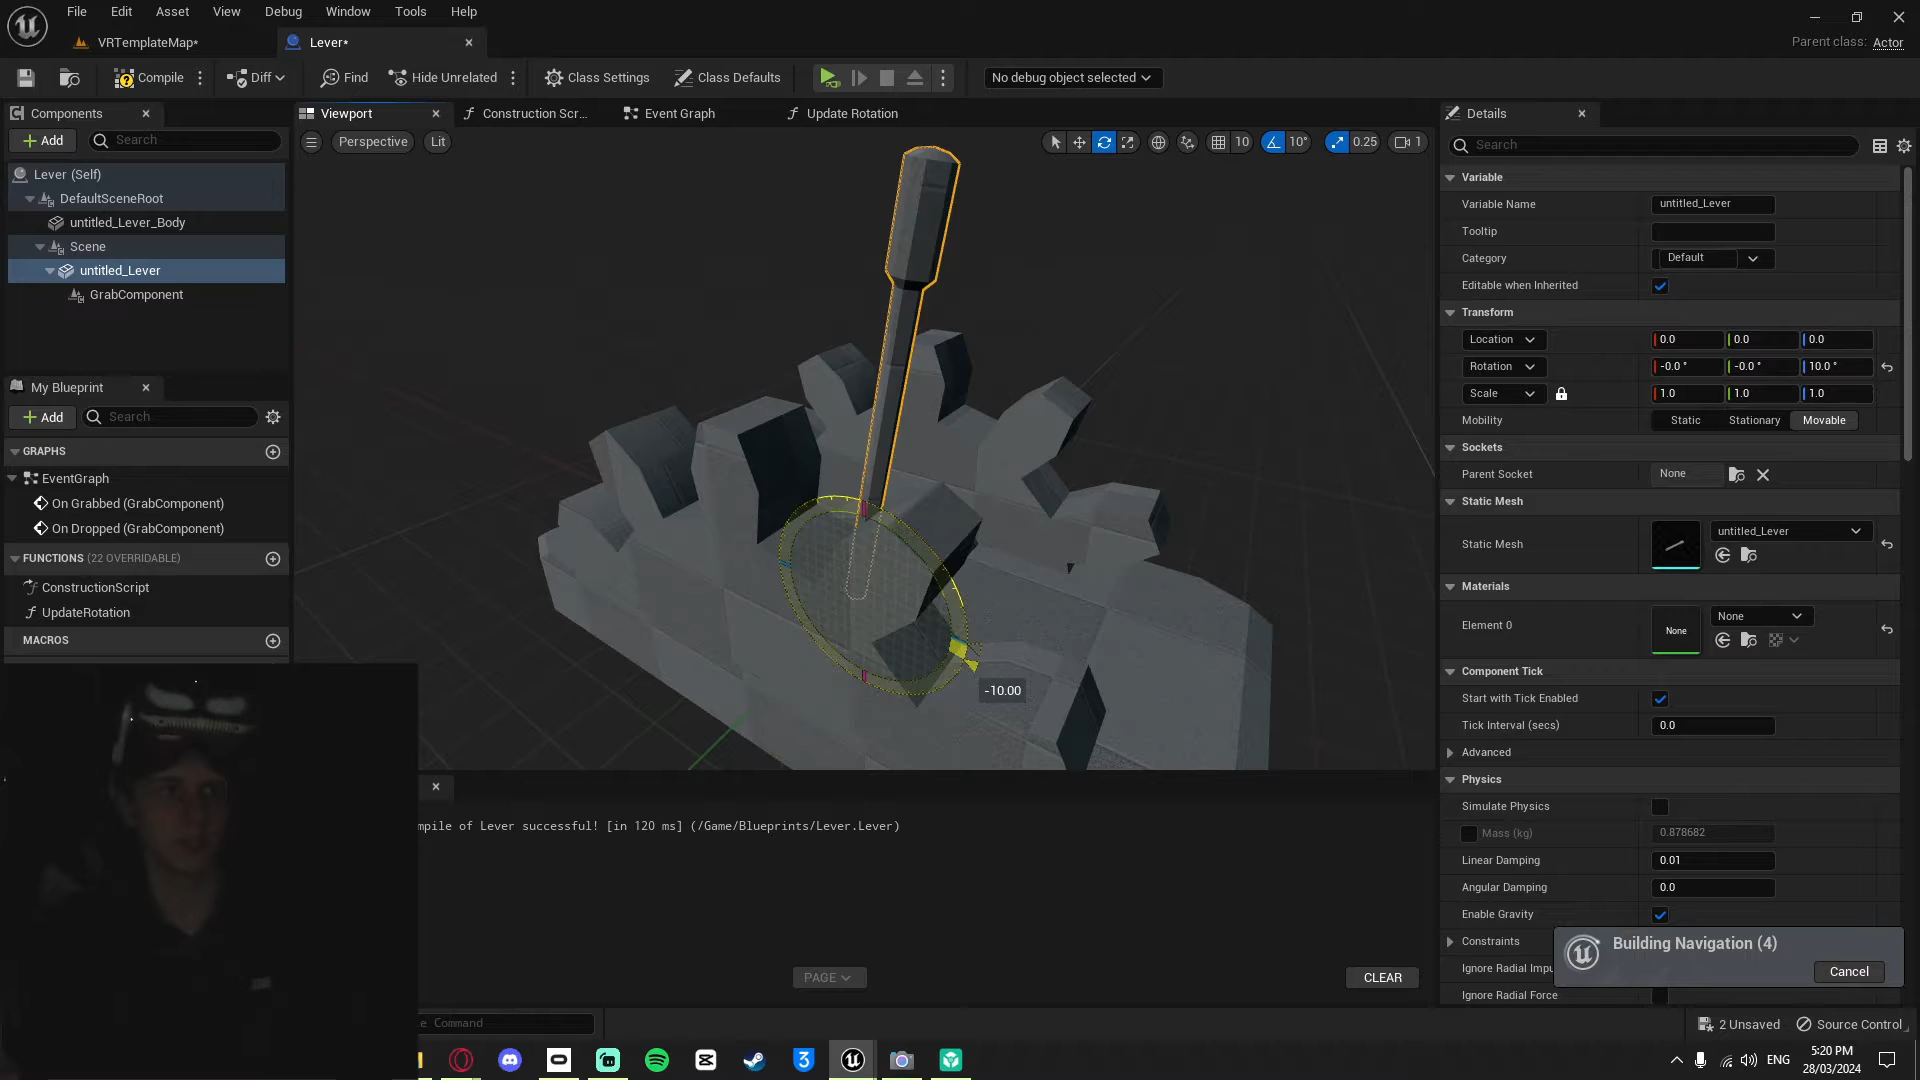 File Edit Asset View Debug Window Tools Help
VRTemplateMap*
Lever*
Parent class: Actor
Compile
Diff
Find
Hide Unrelated
Class Settings
Class Defaults
No debug object selected
Components
Add
Search
Lever (Self)
DefaultSceneRoot
untitled_Lever_Body
Scene
untitled_Lever
GrabComponent
My Blueprint
Add
Search
GRAPHS
EventGraph
On Grabbed (GrabComponent)
On Dropped (GrabComponent)
FUNCTIONS (22 OVERRIDABLE)
ConstructionScript
UpdateRotation
MACROS
Viewport
Construction Scr...
Event Graph
Update Rotation
Perspective
Lit
10
10°
0.25
1
-10.00
mpile of Lever successful! [in 120 ms] (/Game/Blueprints/Lever.Lever)
PAGE
CLEAR
e Command
Details
Search
Variable
Variable Name untitled_Lever
Tooltip
Category Default
Editable when Inherited
Transform
Location 0.0 0.0 0.0
Rotation -0.0 ° -0.0 ° 10.0 °
Scale 1.0 1.0 1.0
Mobility Static Stationary Movable
Sockets
Parent Socket None
Static Mesh
Static Mesh untitled_Lever
Materials
Element 0 None None
Component Tick
Start with Tick Enabled
Tick Interval (secs) 0.0
Advanced
Physics
Simulate Physics
Mass (kg) 0.878682
Linear Damping 0.01
Angular Damping 0.0
Enable Gravity
Constraints
Ignore Radial Impu
Ignore Radial Force
Building Navigation (4)
Cancel
2 Unsaved
Source Control
ENG
5:20 PM
28/03/2024